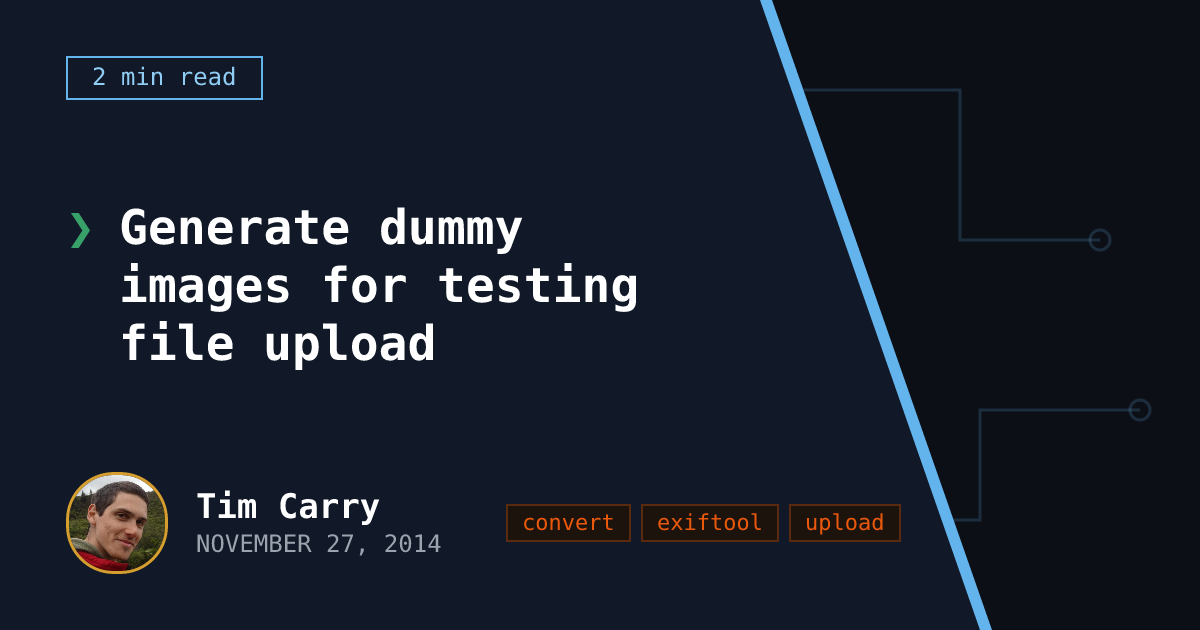 2 min read
❯ Generate dummy
images for testing
file upload
Tim Carry
NOVEMBER 27, 2014
convert exiftool upload